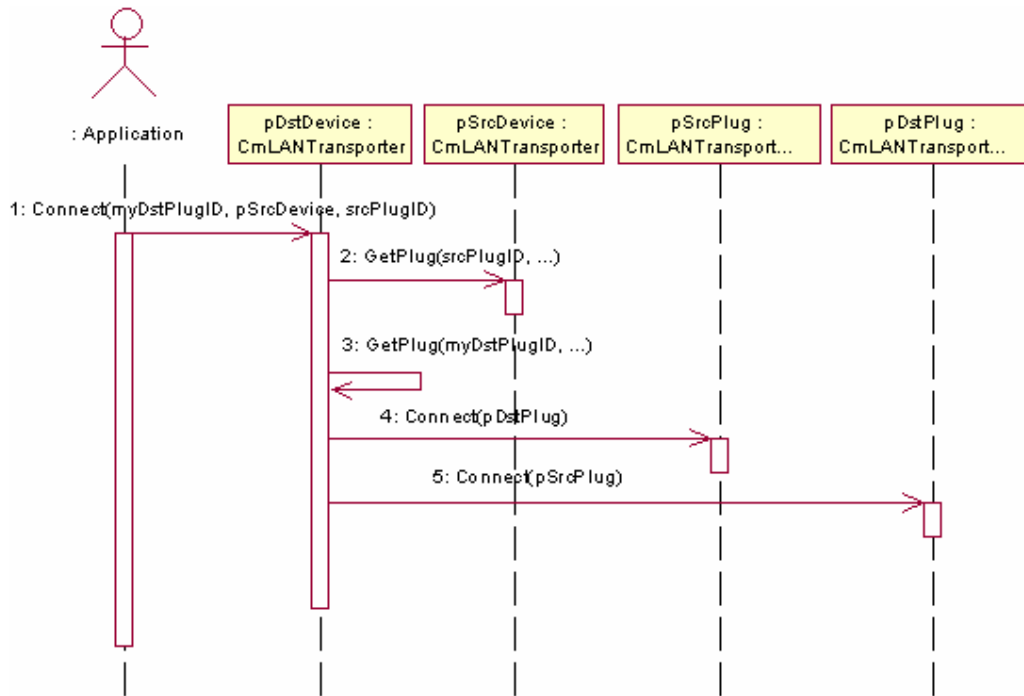 : Application
pDstDevice :
CmLANTransporter
pSrcDevice :
CmLANTransporter
pSrcPlug :
CmLANTransport...
pDstPlug :
CmLANTransport...
1: Connect(myDstPlugID, pSrcDevice, srcPlugID)
2: GetPlug(srcPlugID, ...)
3: GetPlug(myDstPlugID, ...)
4: Connect(pDstPlug)
5: Connect(pSrcPlug)